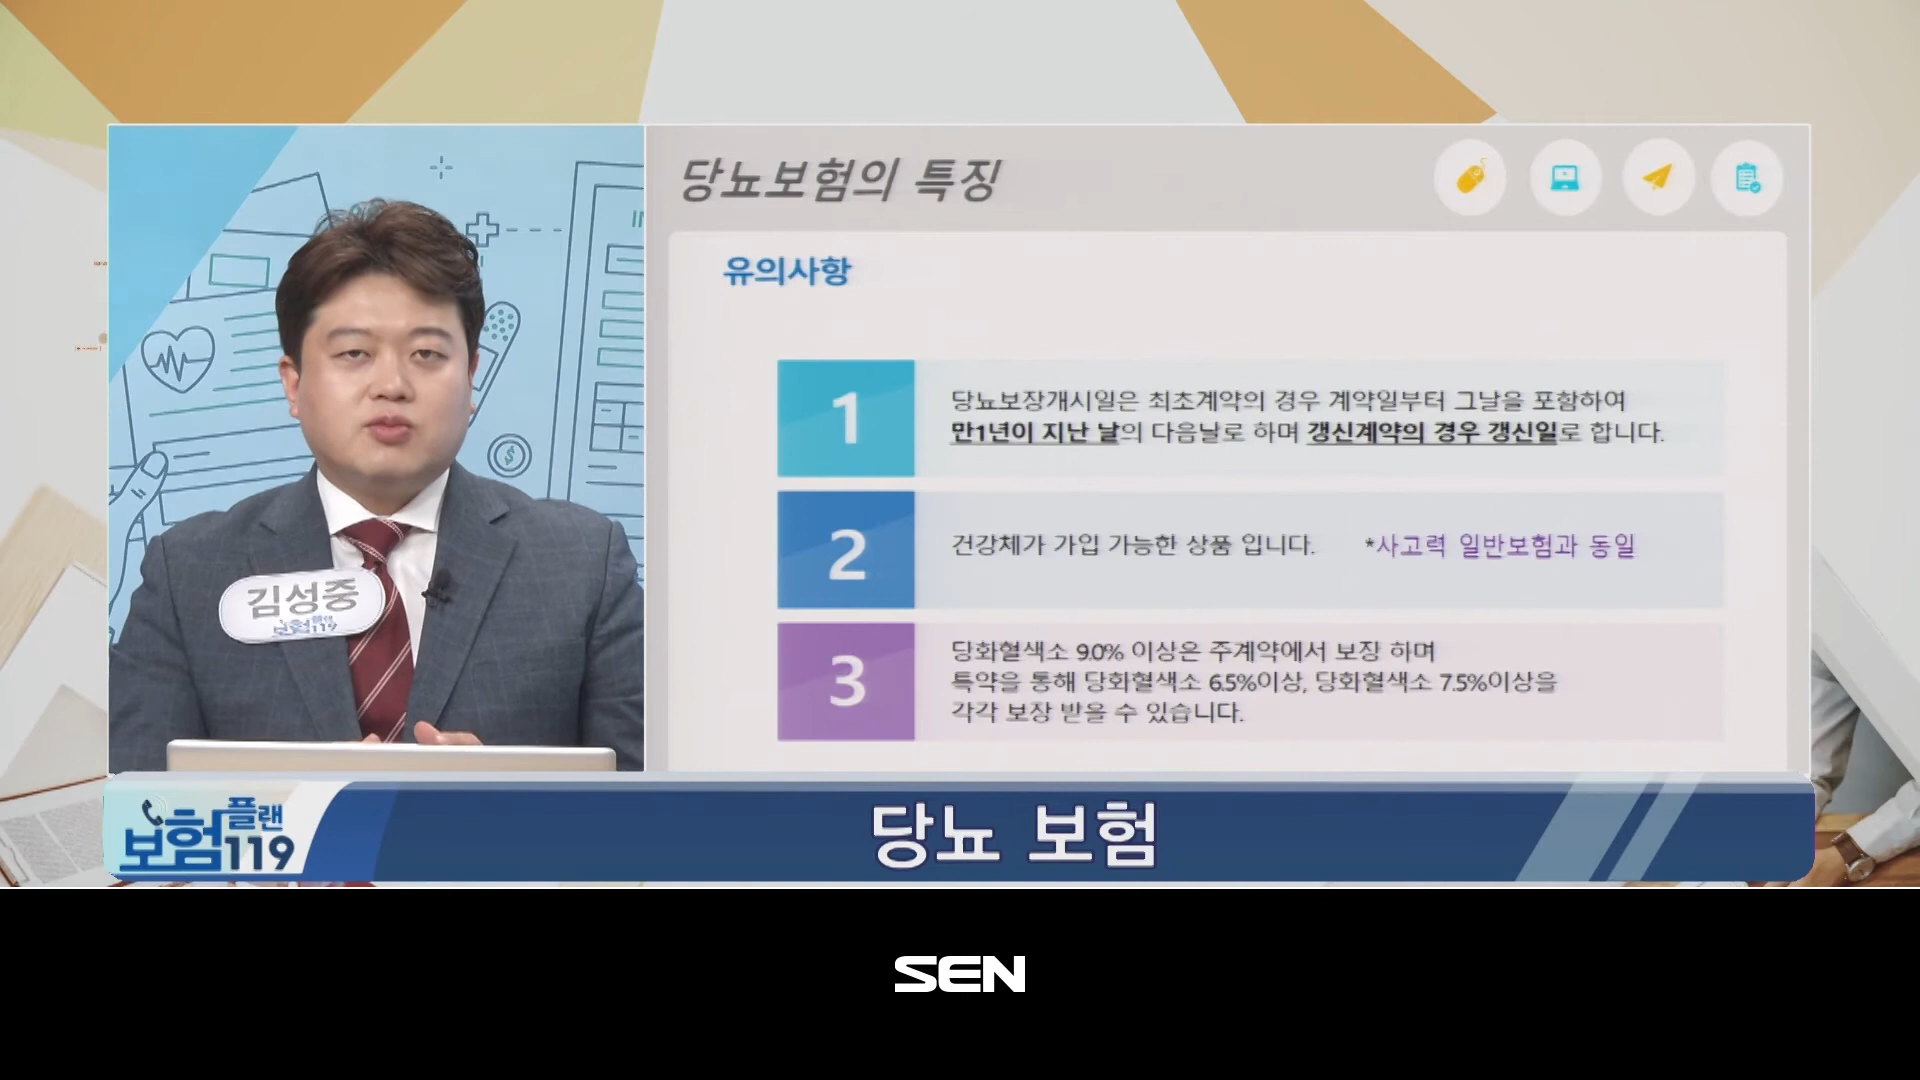 당뇨보험의 특징
유의사항
1
당뇨보장개시일은 최초계약의 경우 계약일부터 그날을 포함하여
만1년이 지난 날의 다음날로 하며 갱신계약의 경우 갱신일로 합니다.
2
건강체가 가입 가능한 상품 입니다. *사고력 일반보험과 동일
3
당화혈색소 9.0% 이상은 주계약에서 보장 하며
특약을 통해 당화혈색소 6.5%이상, 당화혈색소 7.5%이상을
각각 보장 받을 수 있습니다.
김성중
보험플랜119
보험플랜119
당뇨 보험
SEN